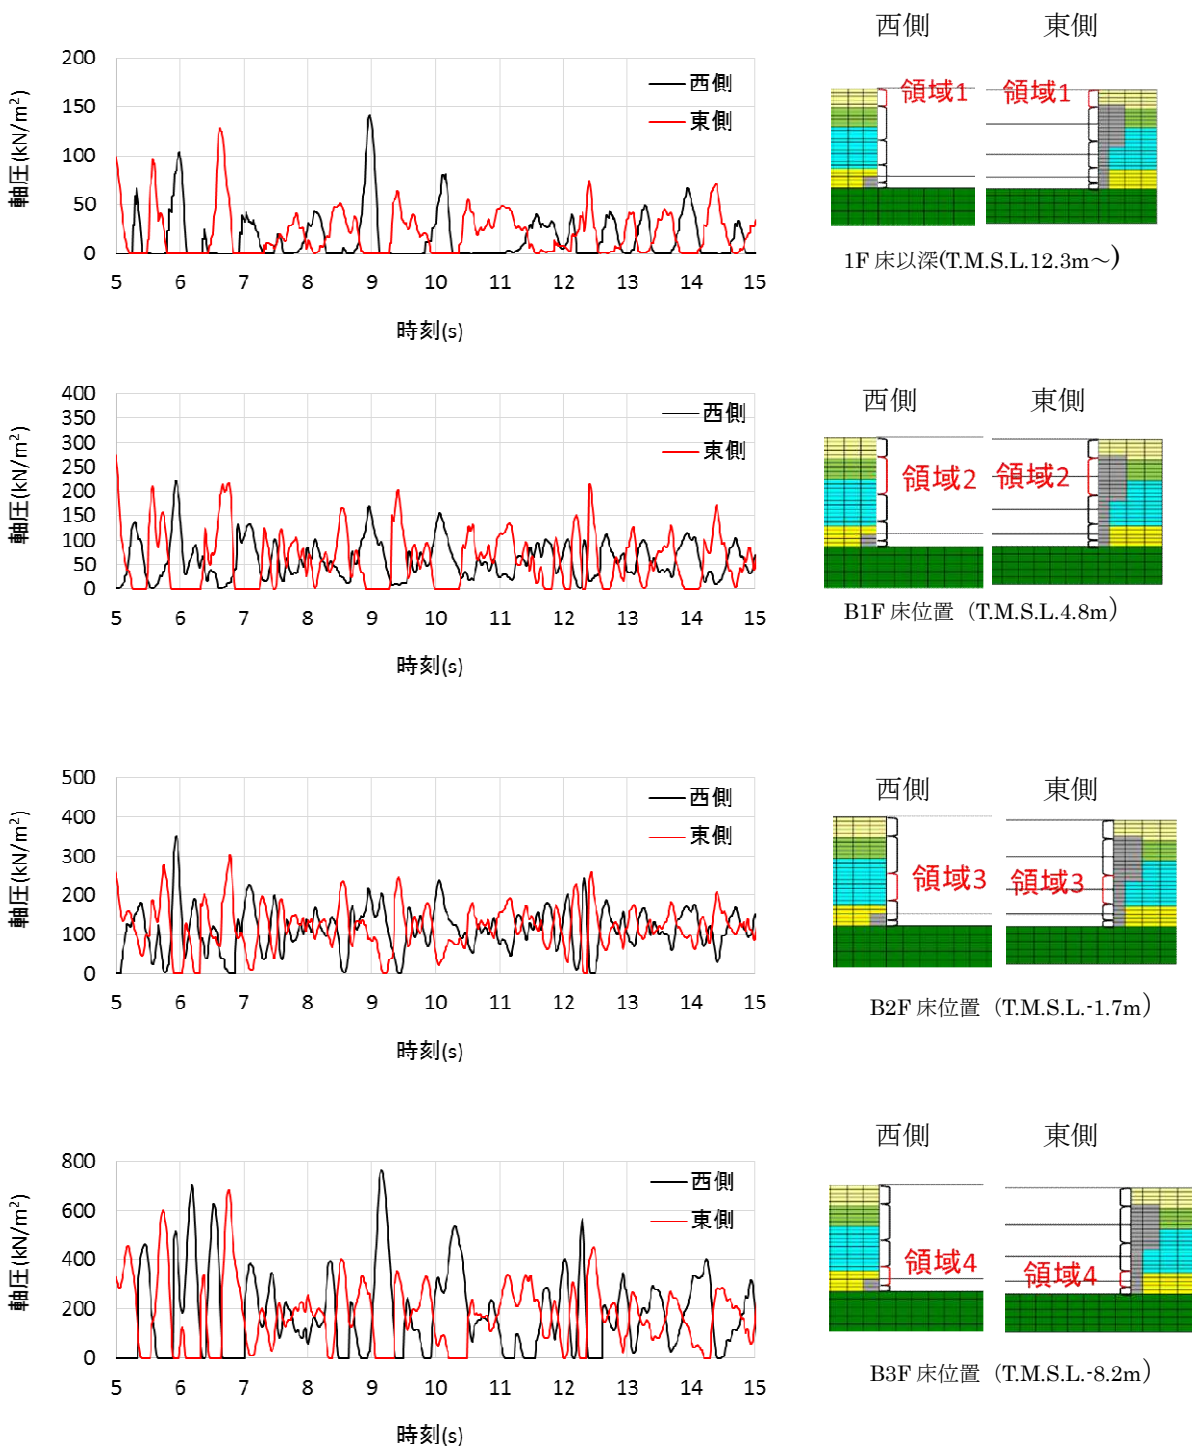 西側 東側
200
150
100
50
0
軸圧(kN/m²)
西側
東側
5 6 7 8 9 10 11 12 13 14 15
時刻(s)
領域1 領域1
1F 床以深(T.M.S.L.12.3m～)
西側 東側
400
350
300
250
200
150
100
50
0
軸圧(kN/m²)
西側
東側
5 6 7 8 9 10 11 12 13 14 15
時刻(s)
領域2 領域2
B1F 床位置（T.M.S.L.4.8m）
西側 東側
500
400
300
200
100
0
軸圧(kN/m²)
西側
東側
5 6 7 8 9 10 11 12 13 14 15
時刻(s)
領域3 領域3
B2F 床位置（T.M.S.L.-1.7m）
西側 東側
800
600
400
200
0
軸圧(kN/m²)
西側
東側
5 6 7 8 9 10 11 12 13 14 15
時刻(s)
領域4 領域4
B3F 床位置（T.M.S.L.-8.2m）